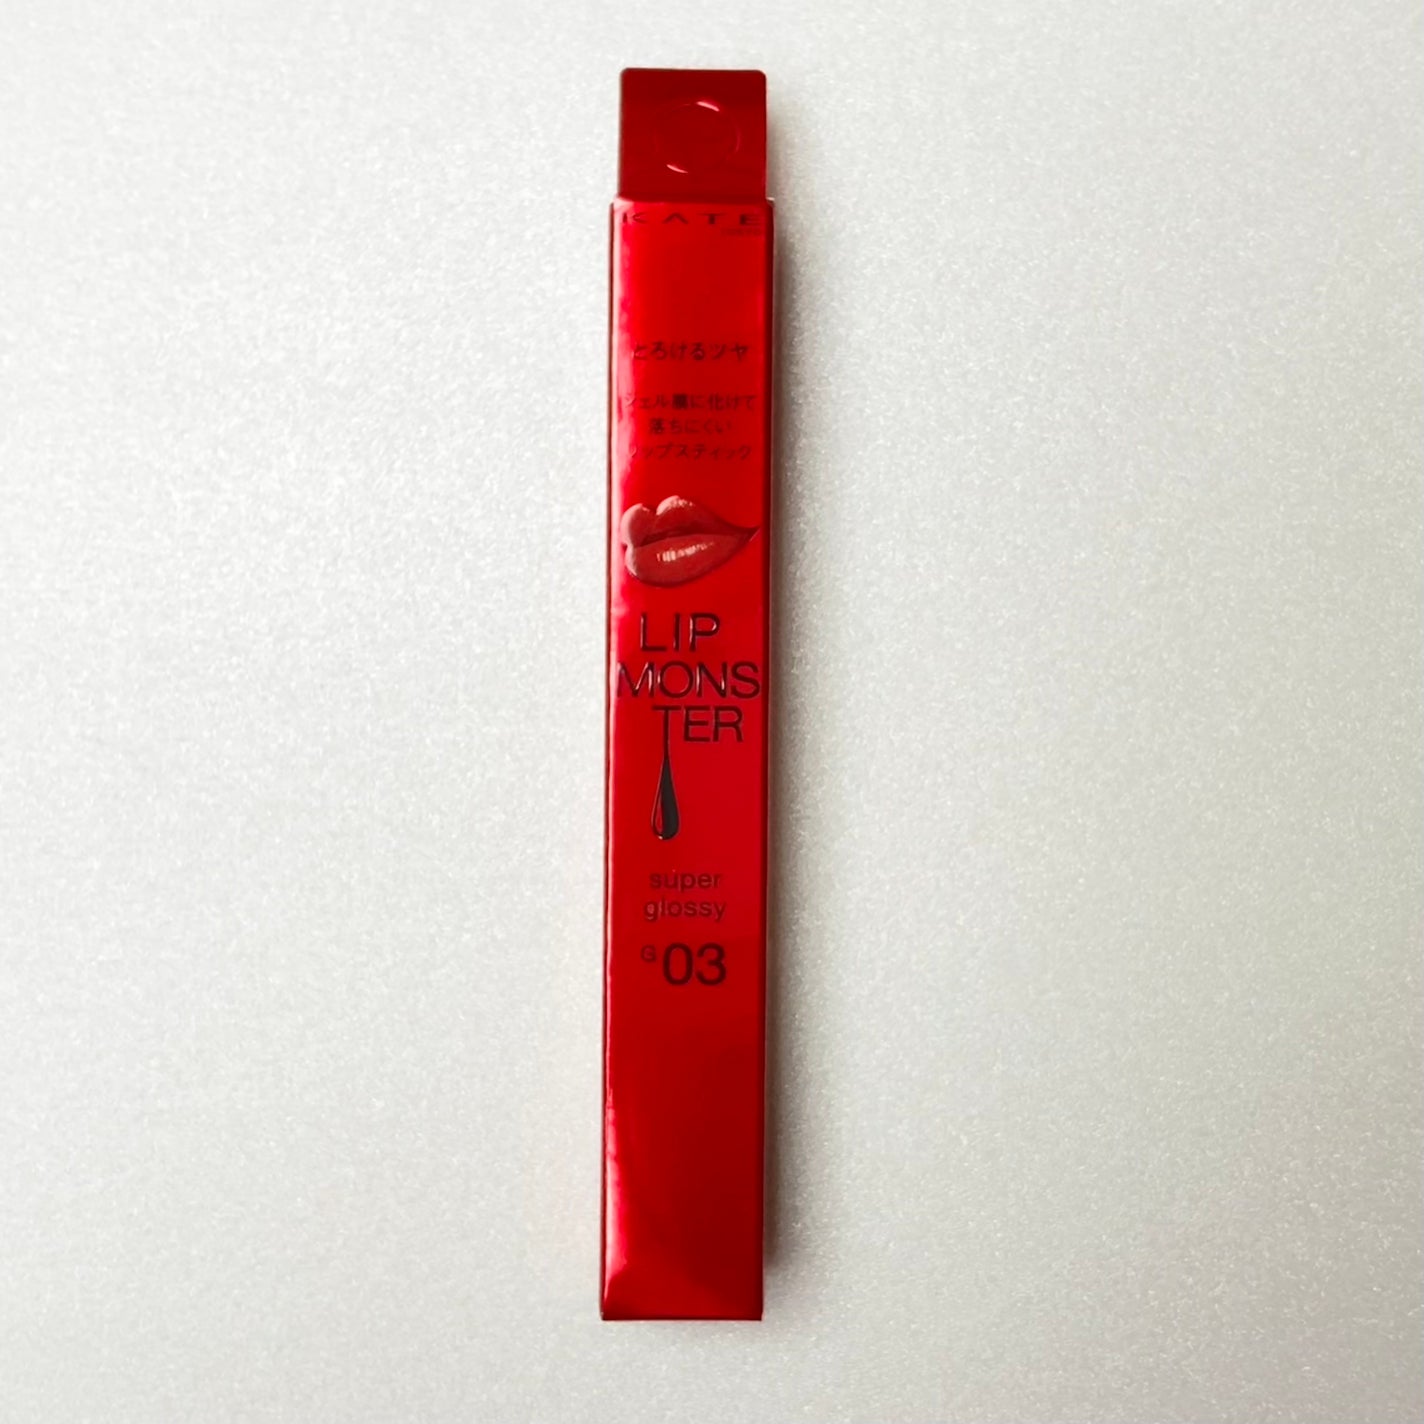 KATE
TOKYO
とろけるツヤ
ジェル膜に化けて
落ちにくい
リップスティック
LIP
MONS
TER
super
glossy
G03